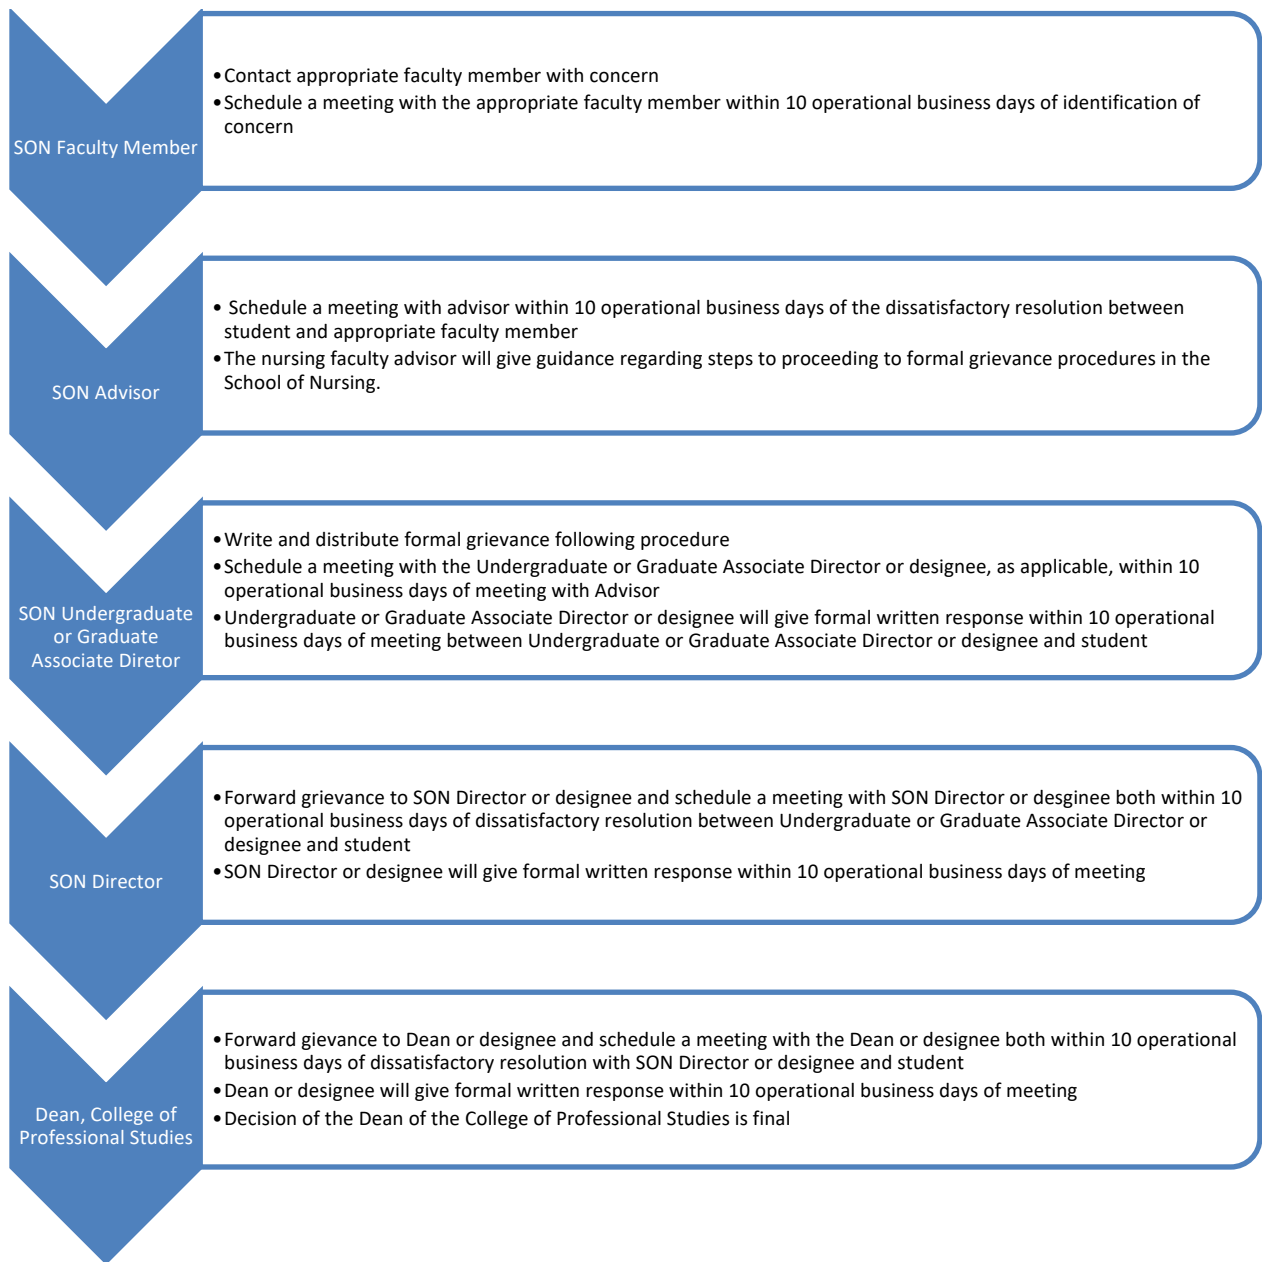 SON Faculty Member
•Contact appropriate faculty member with concern
•Schedule a meeting with the appropriate faculty member within 10 operational business days of identification of
concern
SON Advisor
• Schedule a meeting with advisor within 10 operational business days of the dissatisfactory resolution between
student and appropriate faculty member
•The nursing faculty advisor will give guidance regarding steps to proceeding to formal grievance procedures in the
School of Nursing.
SON Undergraduate
or Graduate
Associate Diretor
•Write and distribute formal grievance following procedure
•Schedule a meeting with the Undergraduate or Graduate Associate Director or designee, as applicable, within 10
operational business days of meeting with Advisor
•Undergraduate or Graduate Associate Director or designee will give formal written response within 10 operational
business days of meeting between Undergraduate or Graduate Associate Director or designee and student
SON Director
•Forward grievance to SON Director or designee and schedule a meeting with SON Director or desginee both within 10
operational business days of dissatisfactory resolution between Undergraduate or Graduate Associate Director or
designee and student
•SON Director or designee will give formal written response within 10 operational business days of meeting
Dean, College of
Professional Studies
•Forward gievance to Dean or designee and schedule a meeting with the Dean or designee both within 10 operational
business days of dissatisfactory resolution with SON Director or designee and student
•Dean or designee will give formal written response within 10 operational business days of meeting
•Decision of the Dean of the College of Professional Studies is final